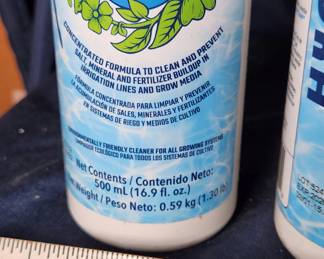 CONCENTRATED FORMULA TO CLEAN AND PREVENT
SALT, MINERAL AND FERTILIZER BUILDUP IN
IRRIGATION LINES AND GROW MEDIA
FÓRMULA CONCENTRADA PARA LIMPIAR Y PREVENIR
LA ACUMULACIÓN DE SALES, MINERALES Y FERTILIZANTES
EN SISTEMAS DE RIEGO Y MEDIOS DE CULTIVO
ENVIRONMENTALLY FRIENDLY CLEANER FOR ALL GROWING SYSTEMS
LIMPIADOR ECOLÓGICO PARA TODOS LOS SISTEMAS DE CULTIVO
Net Contents / Contenido Neto:
500 mL (16.9 fl. oz.)
Weight / Peso Neto: 0.59 kg (1.30 lb)